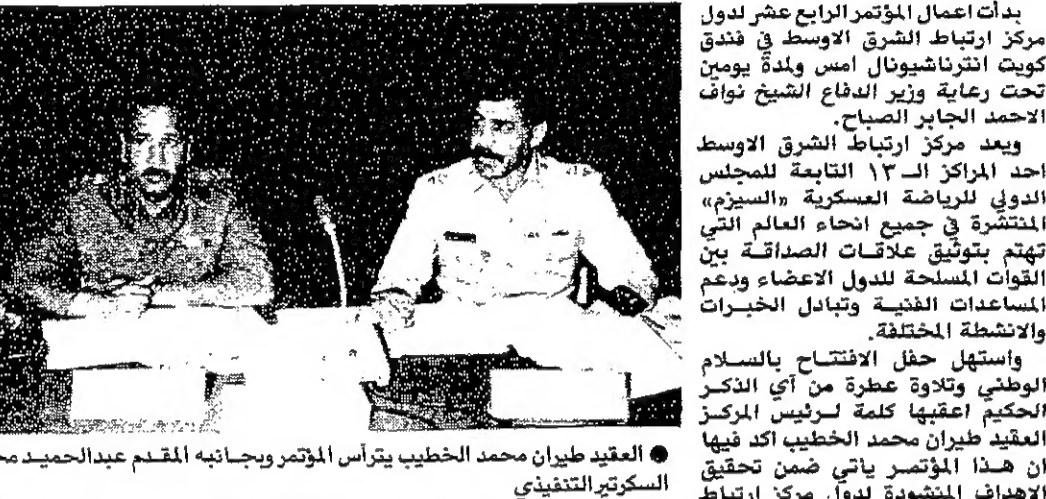 بدأت اعمال المؤتمر الرابع عشر لدول
مركز ارتباط الشرق الاوسط في فندق
كويت انترناشيونال امس ولمدة يومين
تحت رعاية وزير الدفاع الشيخ نواف
الاحمد الجابر الصباح.
ويعد مركز ارتباط الشرق الاوسط
احد المراكز الـ ١٣ التابعة للمجلس
الدولي للرياضة العسكرية «السيزم»
المنتشرة في جميع انحاء العالم التي
تهتم بتوثيق علاقات الصداقة بين
القوات المسلحة للدول الاعضاء ودعم
المساعدات الفنية وتبادل الخبرات
والانشطة المختلفة.
واستهل حفل الافتتاح بالسلام
الوطني وتلاوة عطرة من آي الذكر
الحكيم اعقبها كلمة لرئيس المركز
العقيد طيران محمد الخطيب اكد فيها
ان هذا المؤتمر ياتي ضمن تحقيق
الاهداف المنشودة لدول مركز ارتباط
● العقيد طيران محمد الخطيب يترأس المؤتمر وبجانبه المقدم عبدالحميد
السكرتير التنفيذي